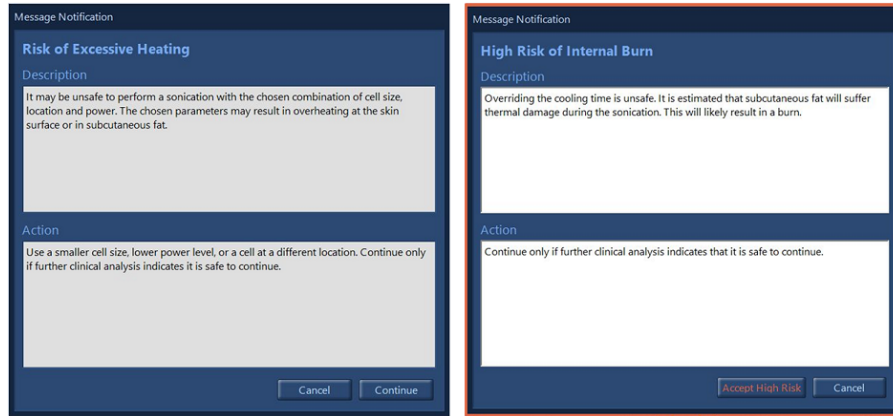 Message Notification
Risk of Excessive Heating
Description
It may be unsafe to perform a sonication with the chosen combination of cell size,
location and power. The chosen parameters may result in overheating at the skin
surface or in subcutaneous fat.
Action
Use a smaller cell size, lower power level, or a cell at a different location. Continue only
if further clinical analysis indicates it is safe to continue.
Cancel
Continue
Message Notification
High Risk of Internal Burn
Description
Overriding the cooling time is unsafe. It is estimated that subcutaneous fat will suffer
thermal damage during the sonication. This will likely result in a burn.
Action
Continue only if further clinical analysis indicates that it is safe to continue.
Accept High Risk
Cancel